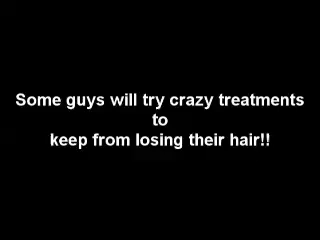 Some guys will try crazy treatments
to
keep from losing their hair!!